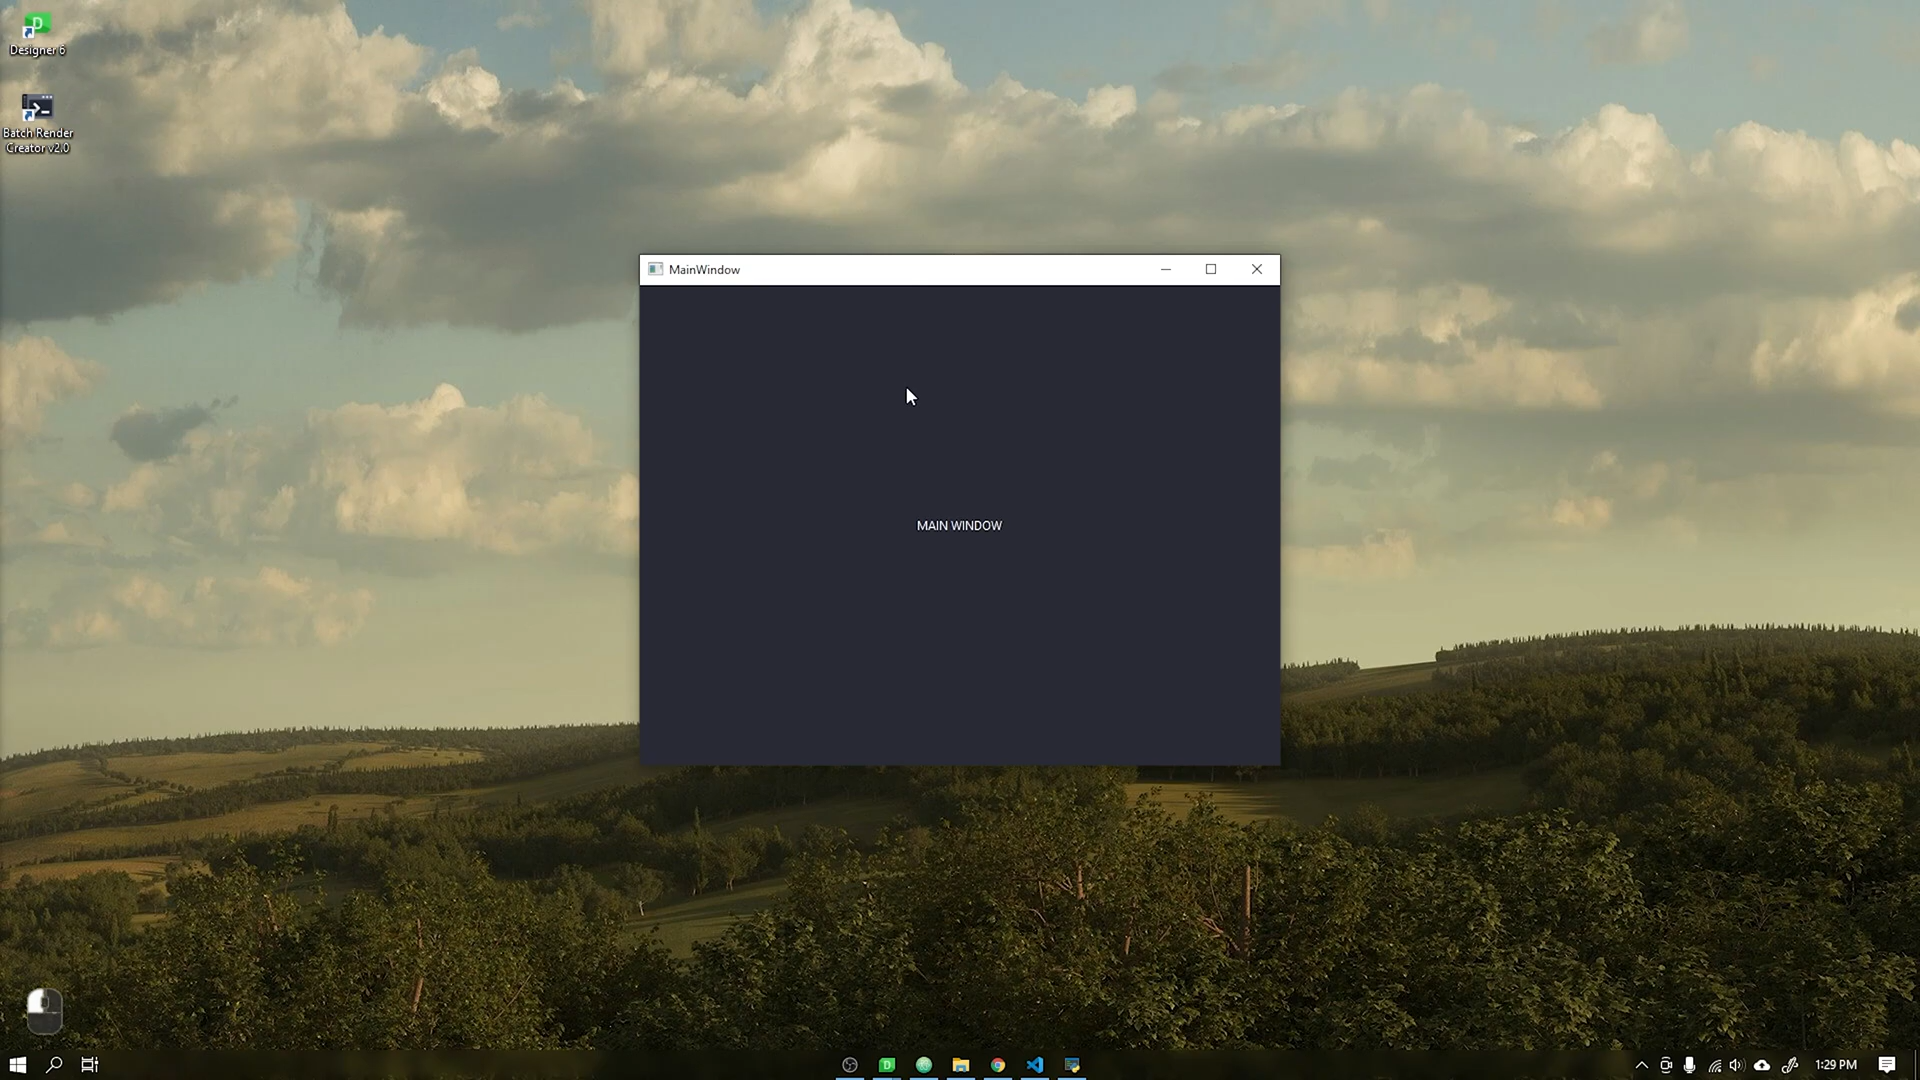 Designer 6
Batch Render
Creator v2.0
MainWindow
MAIN WINDOW
1:29 PM